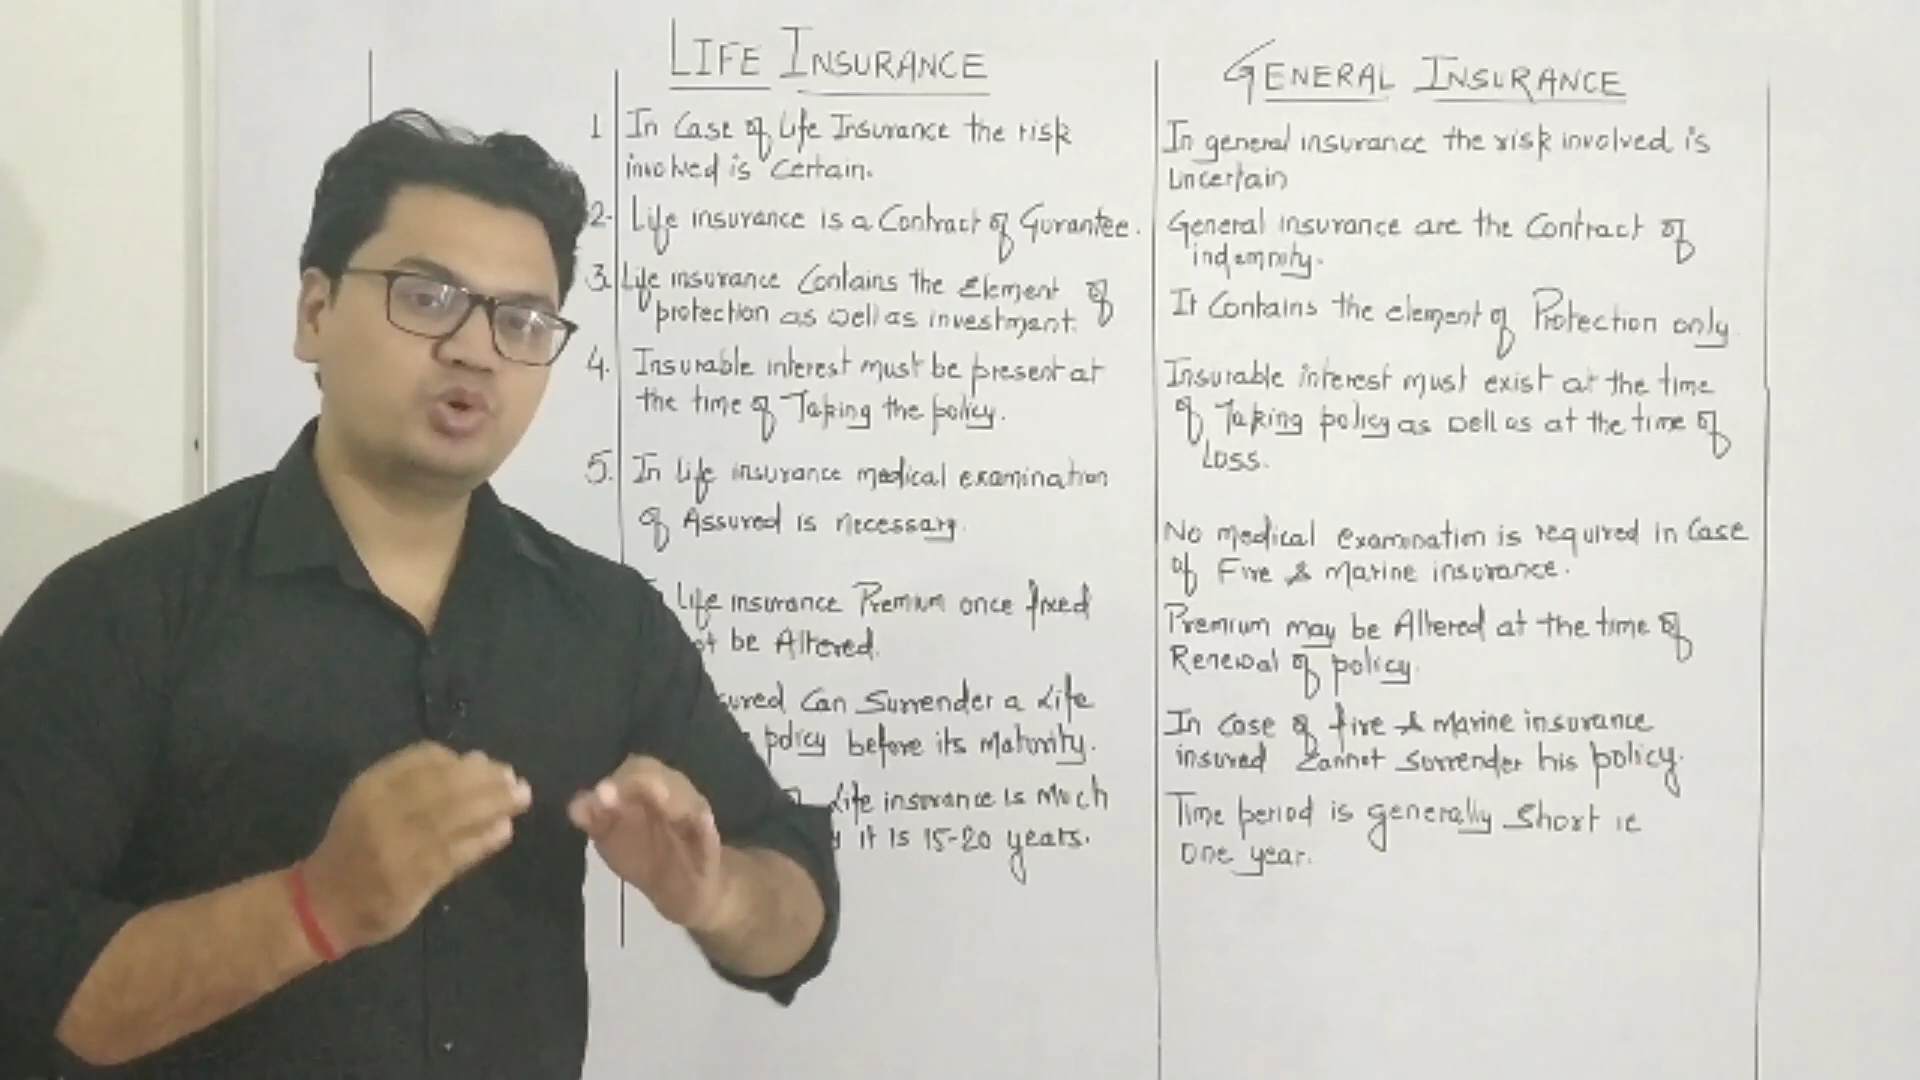 LIFE INSURANCE
1 In Case of Life Insurance the risk
involved is Certain.
2. Life insurance is a Contract of Gurantee.
3. Life insurance Contains the Element of
protection as well as investment.
4. Insurable interest must be present at
the time of Taking the policy.
5. In Life insurance medical examination
of Assured is necessary.
Life insurance Premium once fixed
be Altered.
Can Surrender a Life
policy before its Maturity.
Life insurance is Much
it is 15-20 years.
GENERAL INSURANCE
In general insurance the risk involved is
Uncertain
General insurance are the Contract of
indemnity.
It Contains the element of Protection only
Insurable interest must exist at the time
of Taking policy as well as at the time of
Loss.
No medical examination is required in Case
of Fire & Marine insurance.
Premium may be Altered at the time of
Renewal of policy.
In Case of fire & Marine insurance
insured Cannot Surrender his policy.
Time period is generally Short ie
One year.